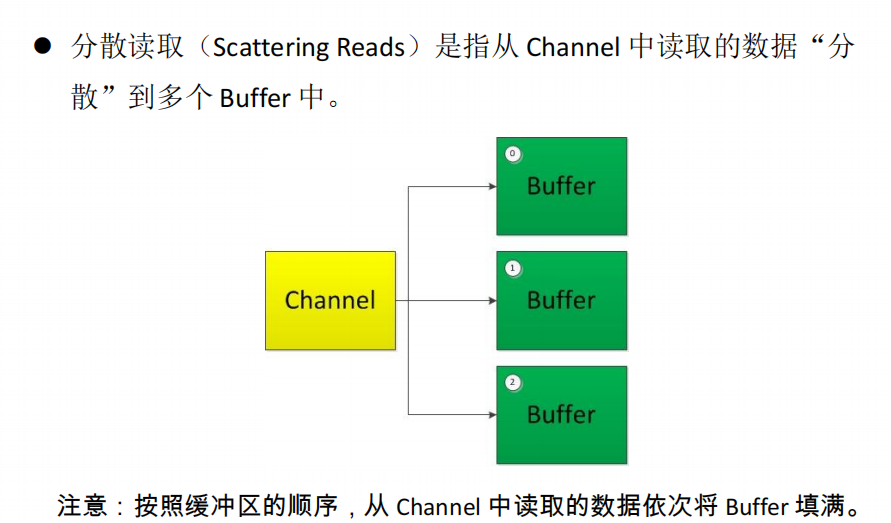 ● 分散读取（Scattering Reads）是指从 Channel 中读取的数据“分
散”到多个 Buffer 中。
0
Buffer
Channel
1
Buffer
2
Buffer
注意：按照缓冲区的顺序，从 Channel 中读取的数据依次将 Buffer 填满。